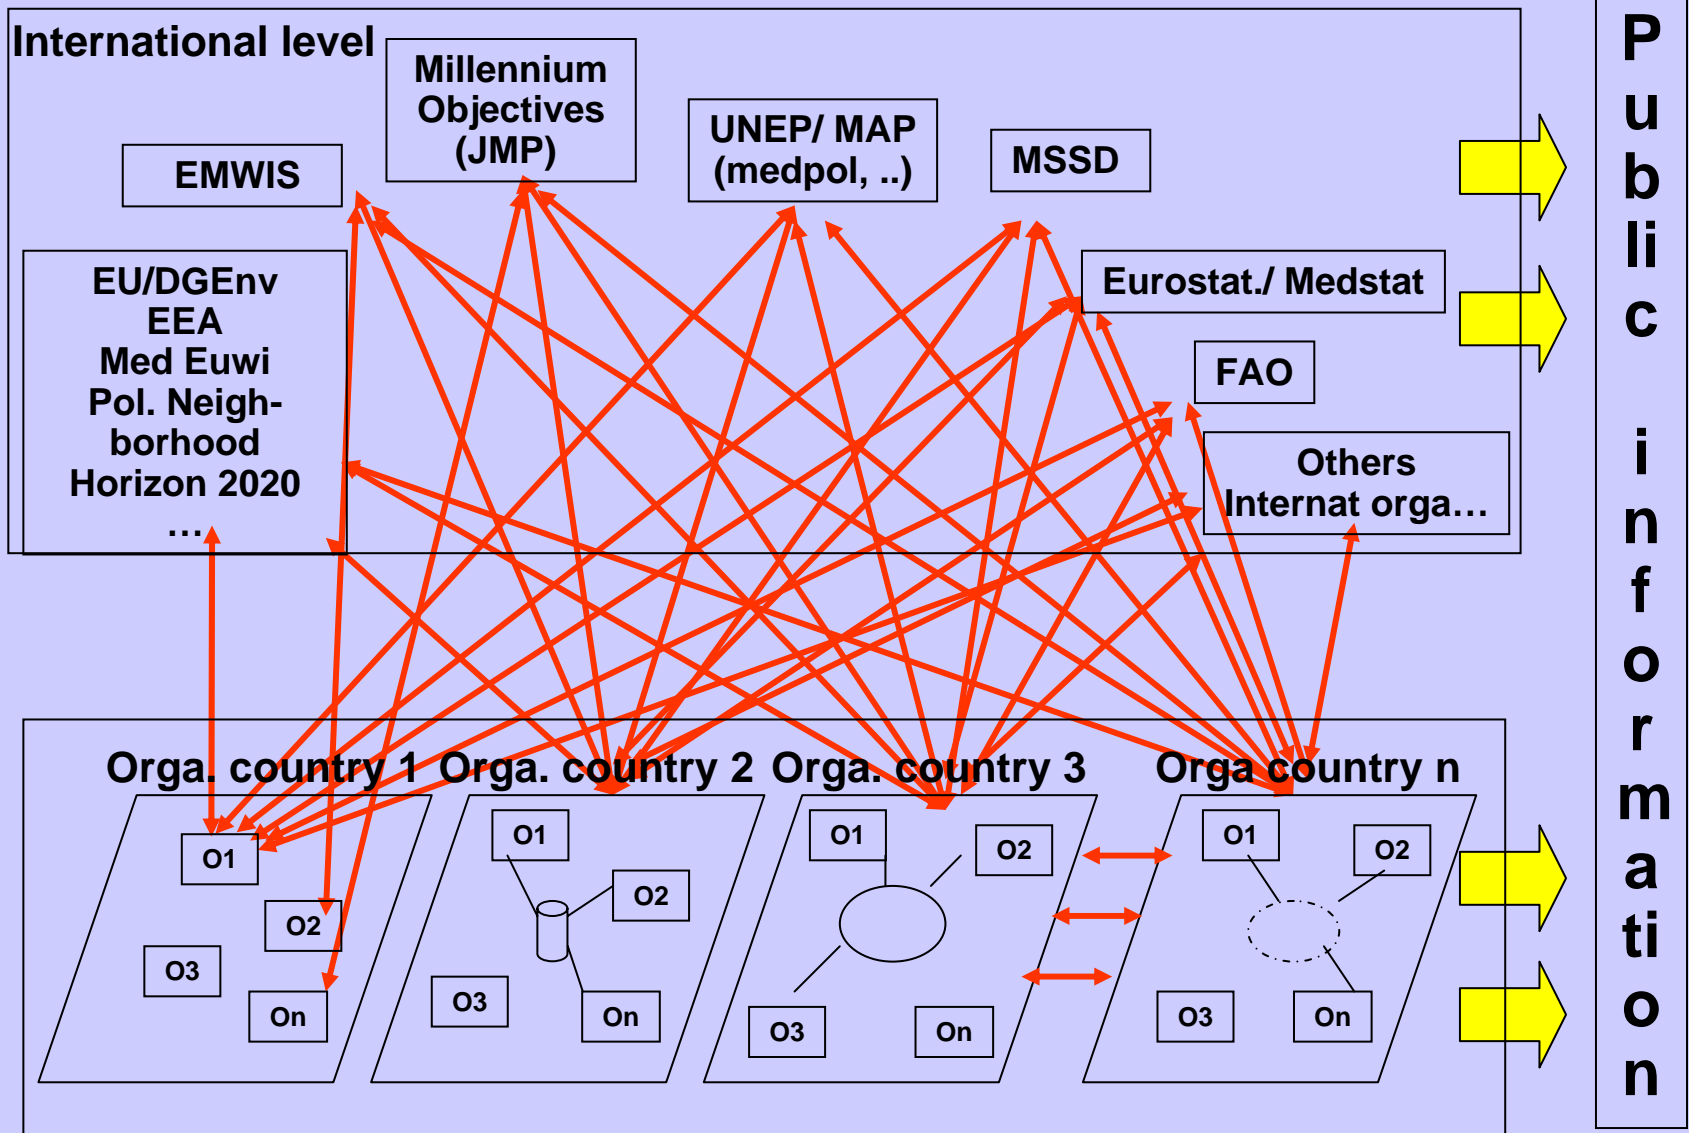 International level
Millennium
Objectives
(JMP)
UNEP/ MAP
(medpol, ..)
MSSD
EMWIS
EU/DGEnv
EEA
Med Euwi
Pol. Neigh-
borhood
Horizon 2020
…
Eurostat./ Medstat
FAO
Others
Internat orga…
Orga. country 1
Orga. country 2
Orga. country 3
Orga country n
O1
O2
O3
On
O1
O2
O3
On
O1
O2
O3
On
O1
O2
O3
On
P
u
b
li
c
i
n
f
o
r
m
a
ti
o
n